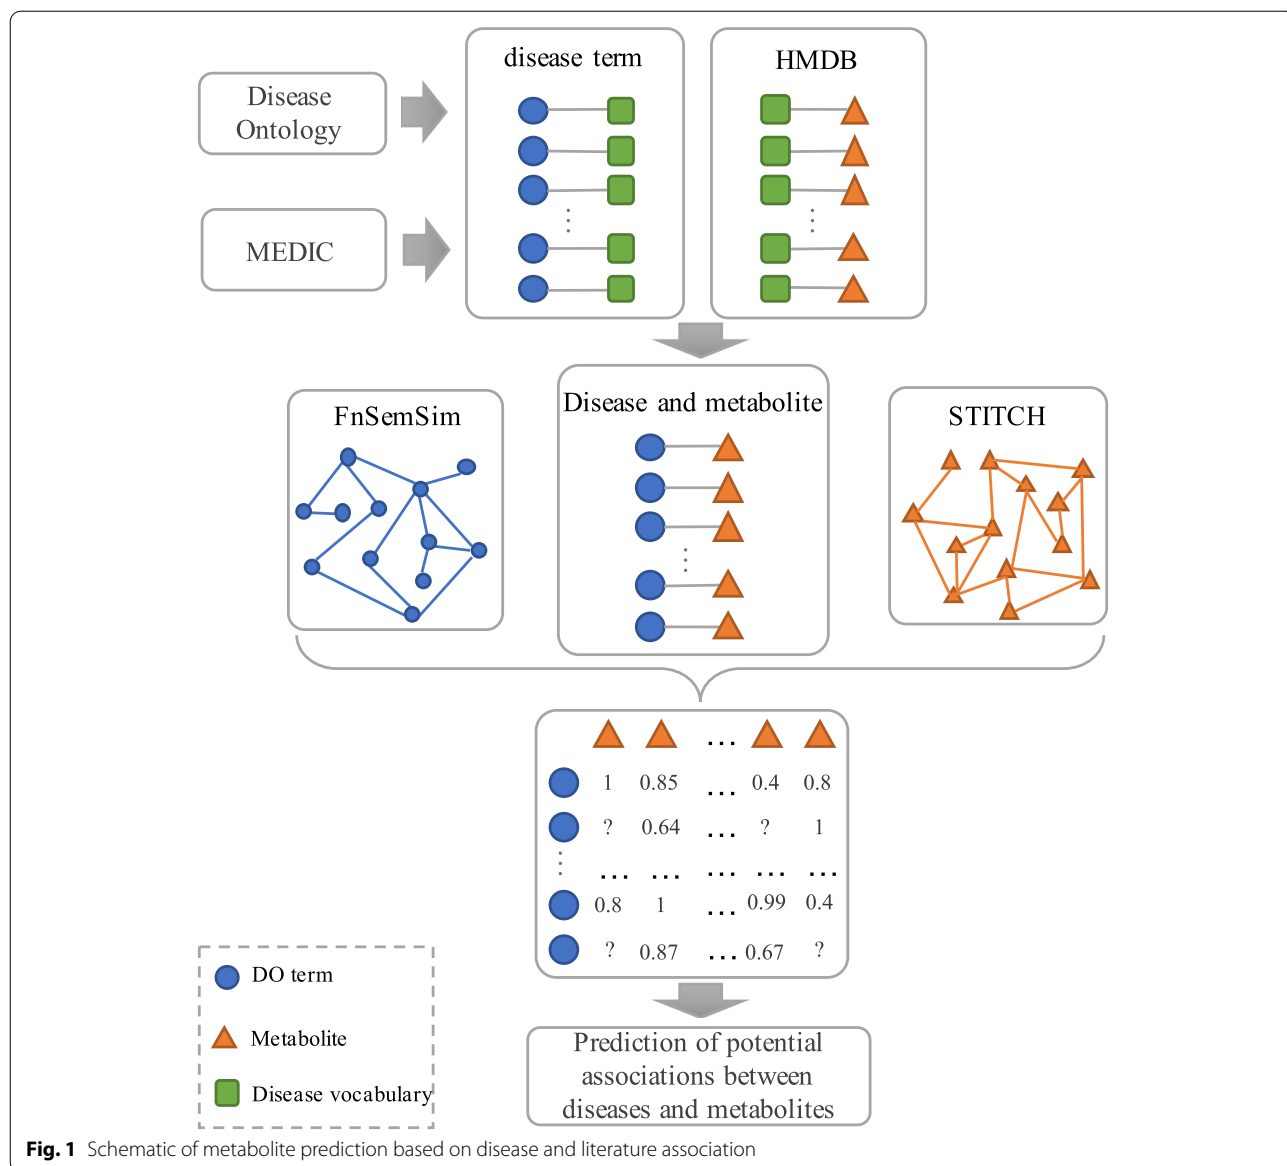 disease term
HMDB
Disease
Ontology
MEDIC
FnSemSim
Disease and metabolite
STITCH
...
1 0.85 ... 0.4 0.8
? 0.64 ... ? 1
... ... ... ... ...
0.8 1 ... 0.99 0.4
? 0.87 ... 0.67 ?
DO term
Metabolite
Disease vocabulary
Prediction of potential
associations between
diseases and metabolites
Fig. 1 Schematic of metabolite prediction based on disease and literature association